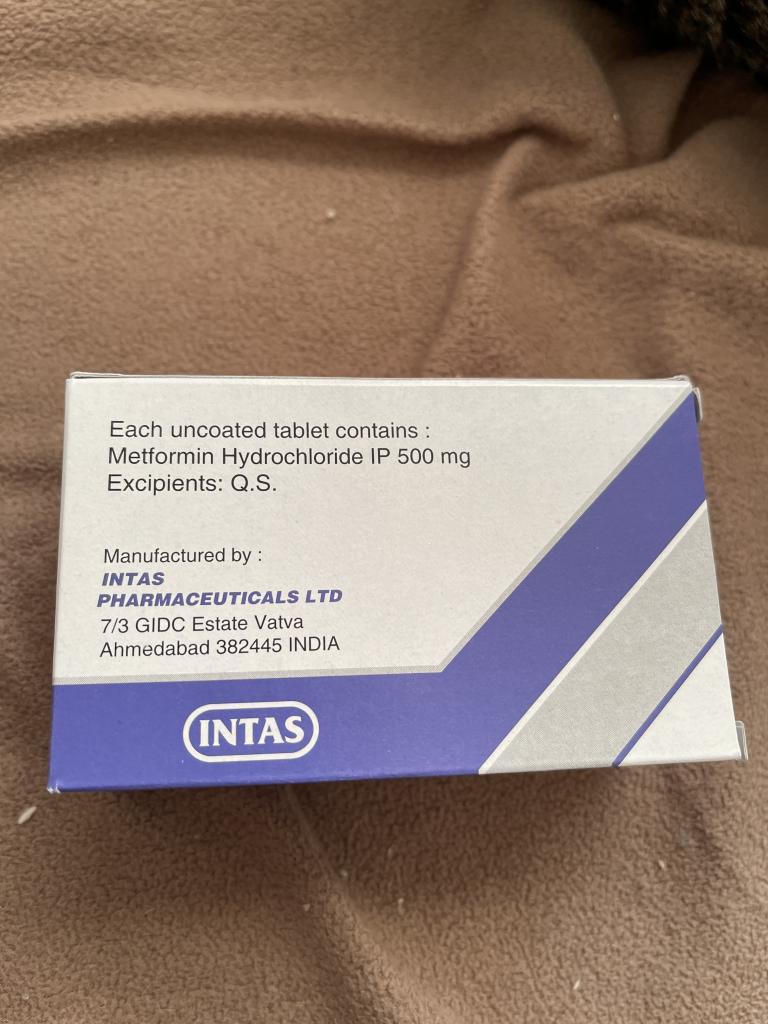 Each uncoated tablet contains :
Metformin Hydrochloride IP 500 mg
Excipients: Q.S.
Manufactured by :
INTAS
PHARMACEUTICALS LTD
7/3 GIDC Estate Vatva
Ahmedabad 382445 INDIA
INTAS